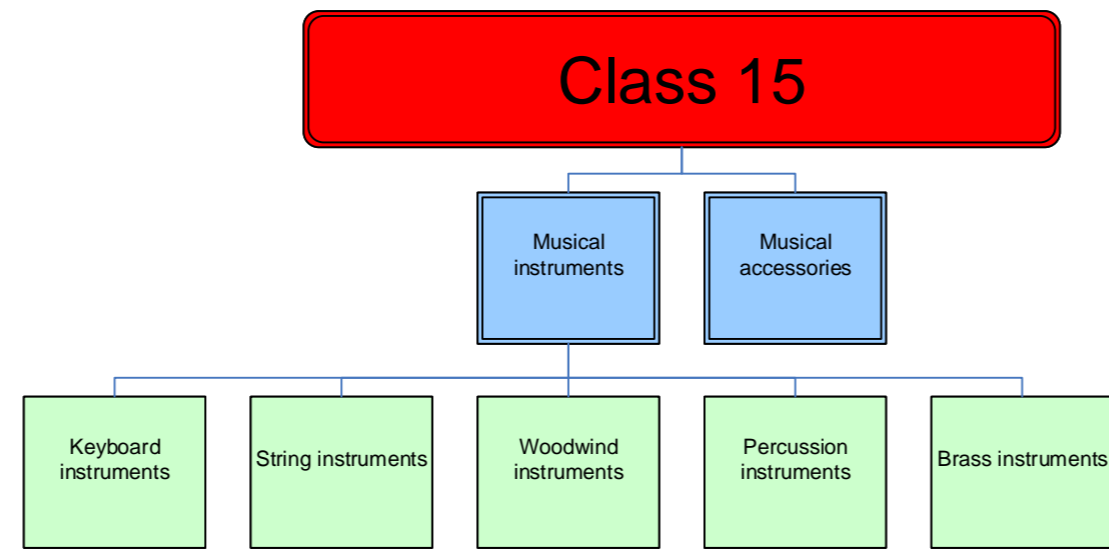 Class 15
Musical
instruments
Musical
accessories
Keyboard
instruments
String instruments
Woodwind
instruments
Percussion
instruments
Brass instruments